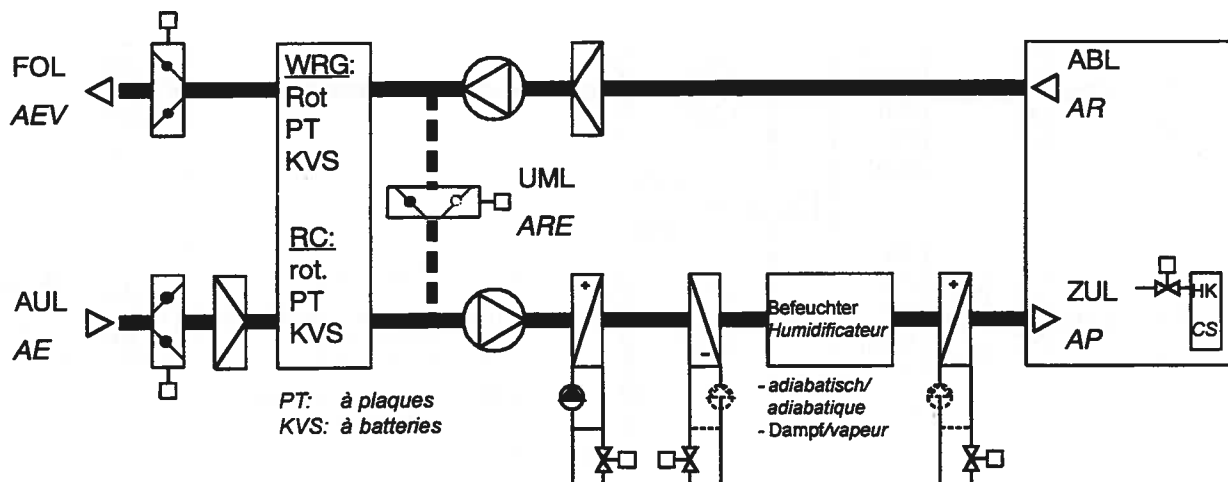 FOL
AEV
WRG:
Rot
PT
KVS
ABL
AR
UML
ARE
RC:
rot.
PT
KVS
AUL
AE
+
-
Befeuchter
Humidificateur
+
ZUL
AP
HK
CS
PT: à plaques
KVS: à batteries
- adiabatisch/
adiabatique
- Dampf/vapeur